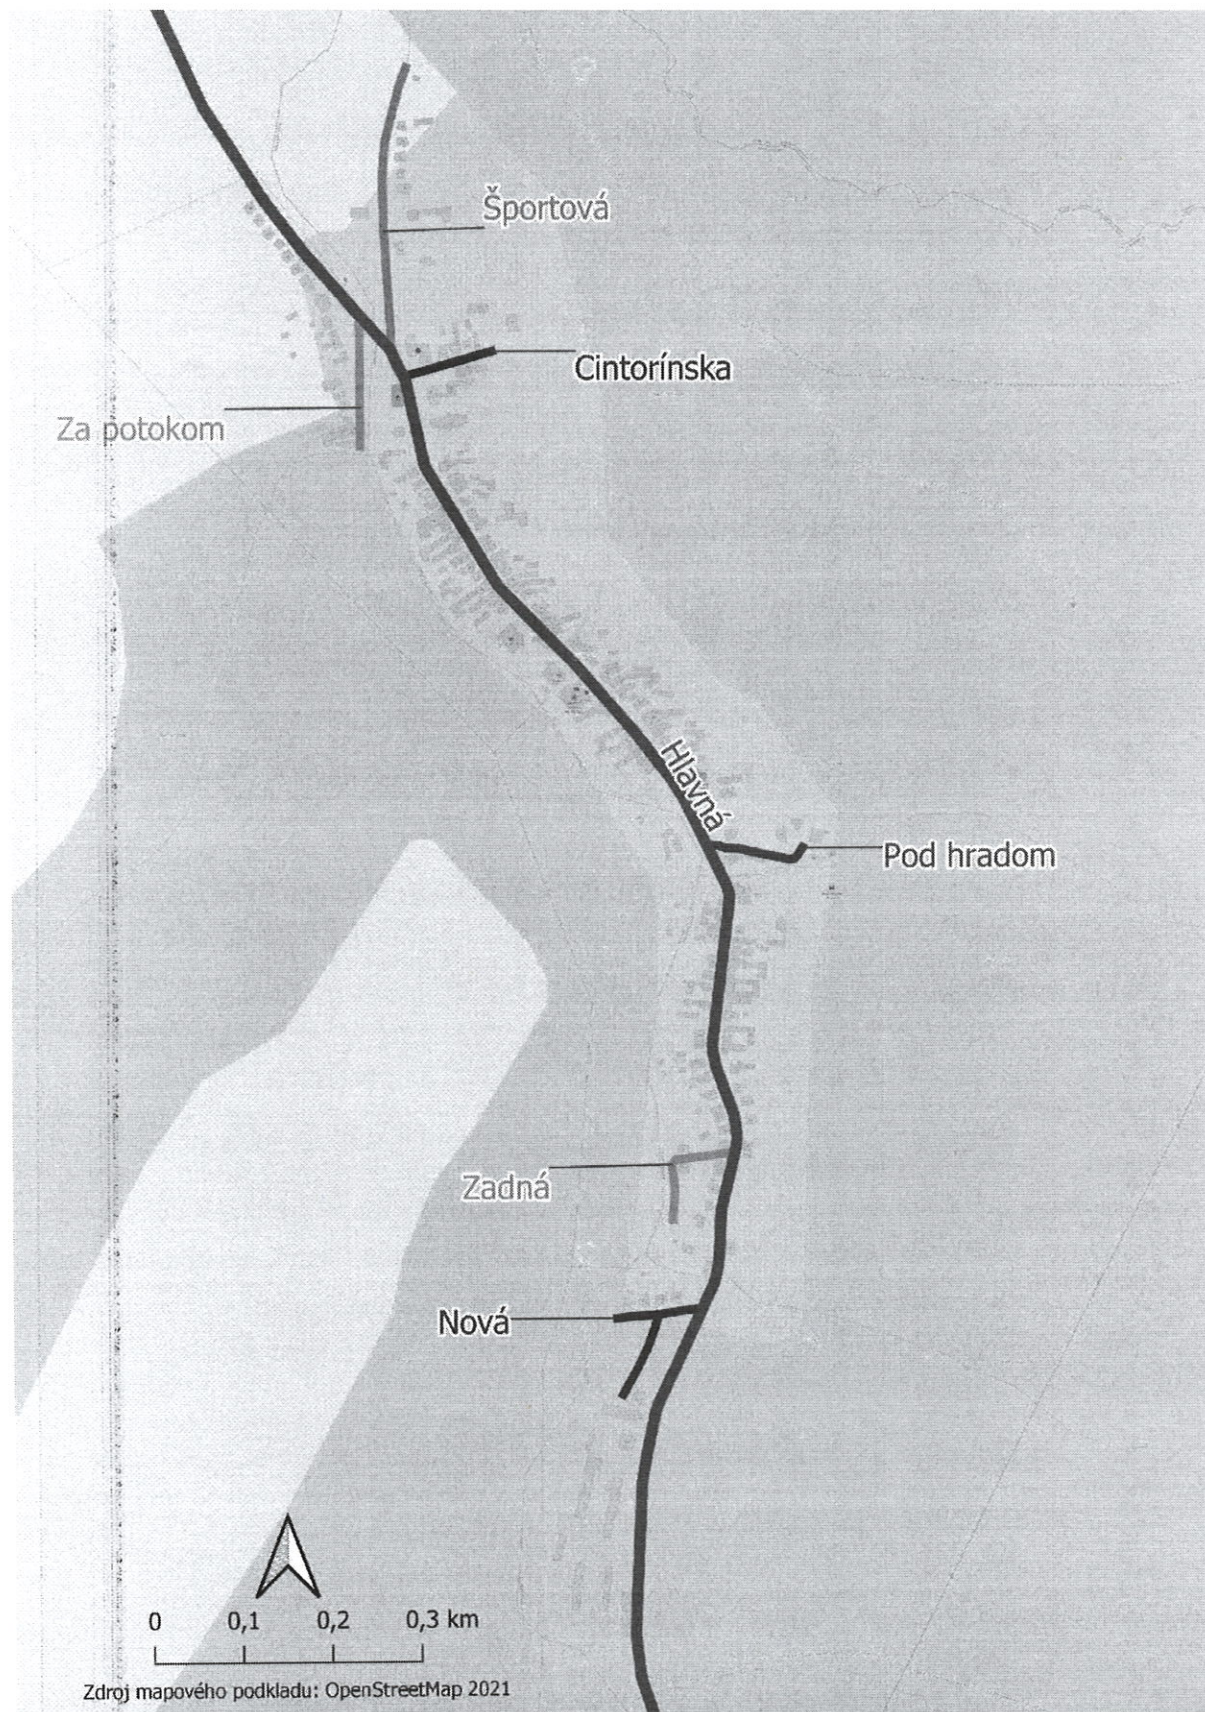 Športová
Cintorínska
Za potokom
Hlavná
Pod hradom
Zadná
Nová
0 0,1 0,2 0,3 km
Zdroj mapového podkladu: OpenStreetMap 2021